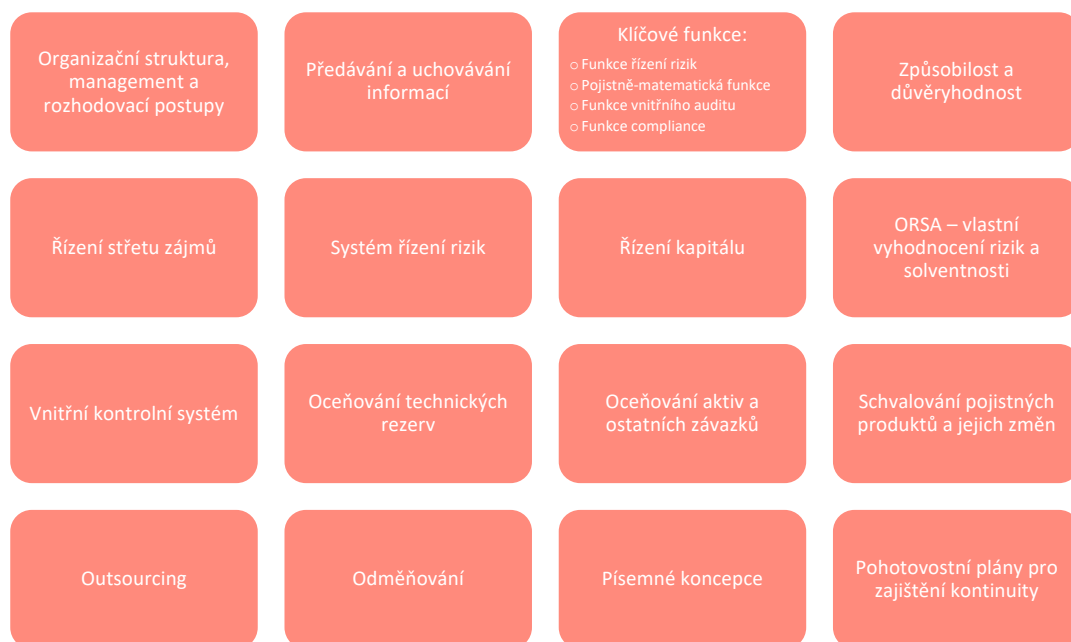 Organizační struktura,
management a
rozhodovací postupy
Předávání a uchovávání
informací
Klíčové funkce:
o Funkce řízení rizik
o Pojistně-matematická funkce
o Funkce vnitřního auditu
o Funkce compliance
Způsobilost a
důvěryhodnost
Řízení střetu zájmů
Systém řízení rizik
Řízení kapitálu
ORSA – vlastní
vyhodnocení rizik a
solventnosti
Vnitřní kontrolní systém
Oceňování technických
rezerv
Oceňování aktiv a
ostatních závazků
Schvalování pojistných
produktů a jejich změn
Outsourcing
Odměňování
Písemné koncepce
Pohotovostní plány pro
zajištění kontinuity